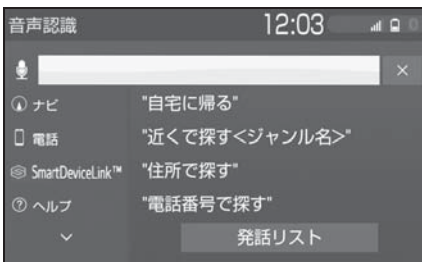 音声認識 12:03
×
ナビ "自宅に帰る"
電話 "近くで探す<ジャンル名>"
SmartDeviceLink™ "住所で探す"
ヘルプ "電話番号で探す"
発話リスト